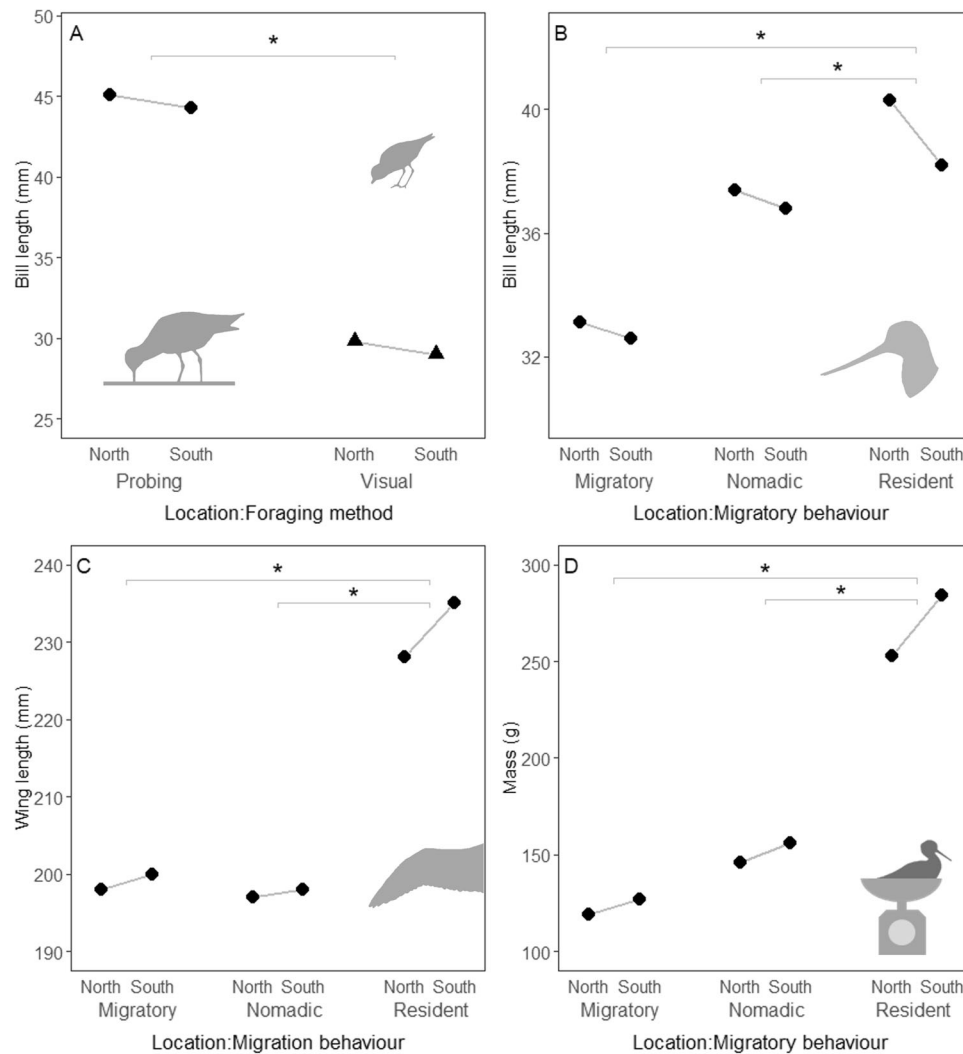 A
*
50
45
40
35
30
25
Bill length (mm)
North South North South
Probing Visual
Location:Foraging method
B
*
*
40
36
32
Bill length (mm)
North South North South North South
Migratory Nomadic Resident
Location:Migratory behaviour
C
*
*
240
230
220
210
200
190
Wing length (mm)
North South North South North South
Migratory Nomadic Resident
Location:Migration behaviour
D
*
*
300
250
200
150
100
Mass (g)
North South North South North South
Migratory Nomadic Resident
Location:Migratory behaviour